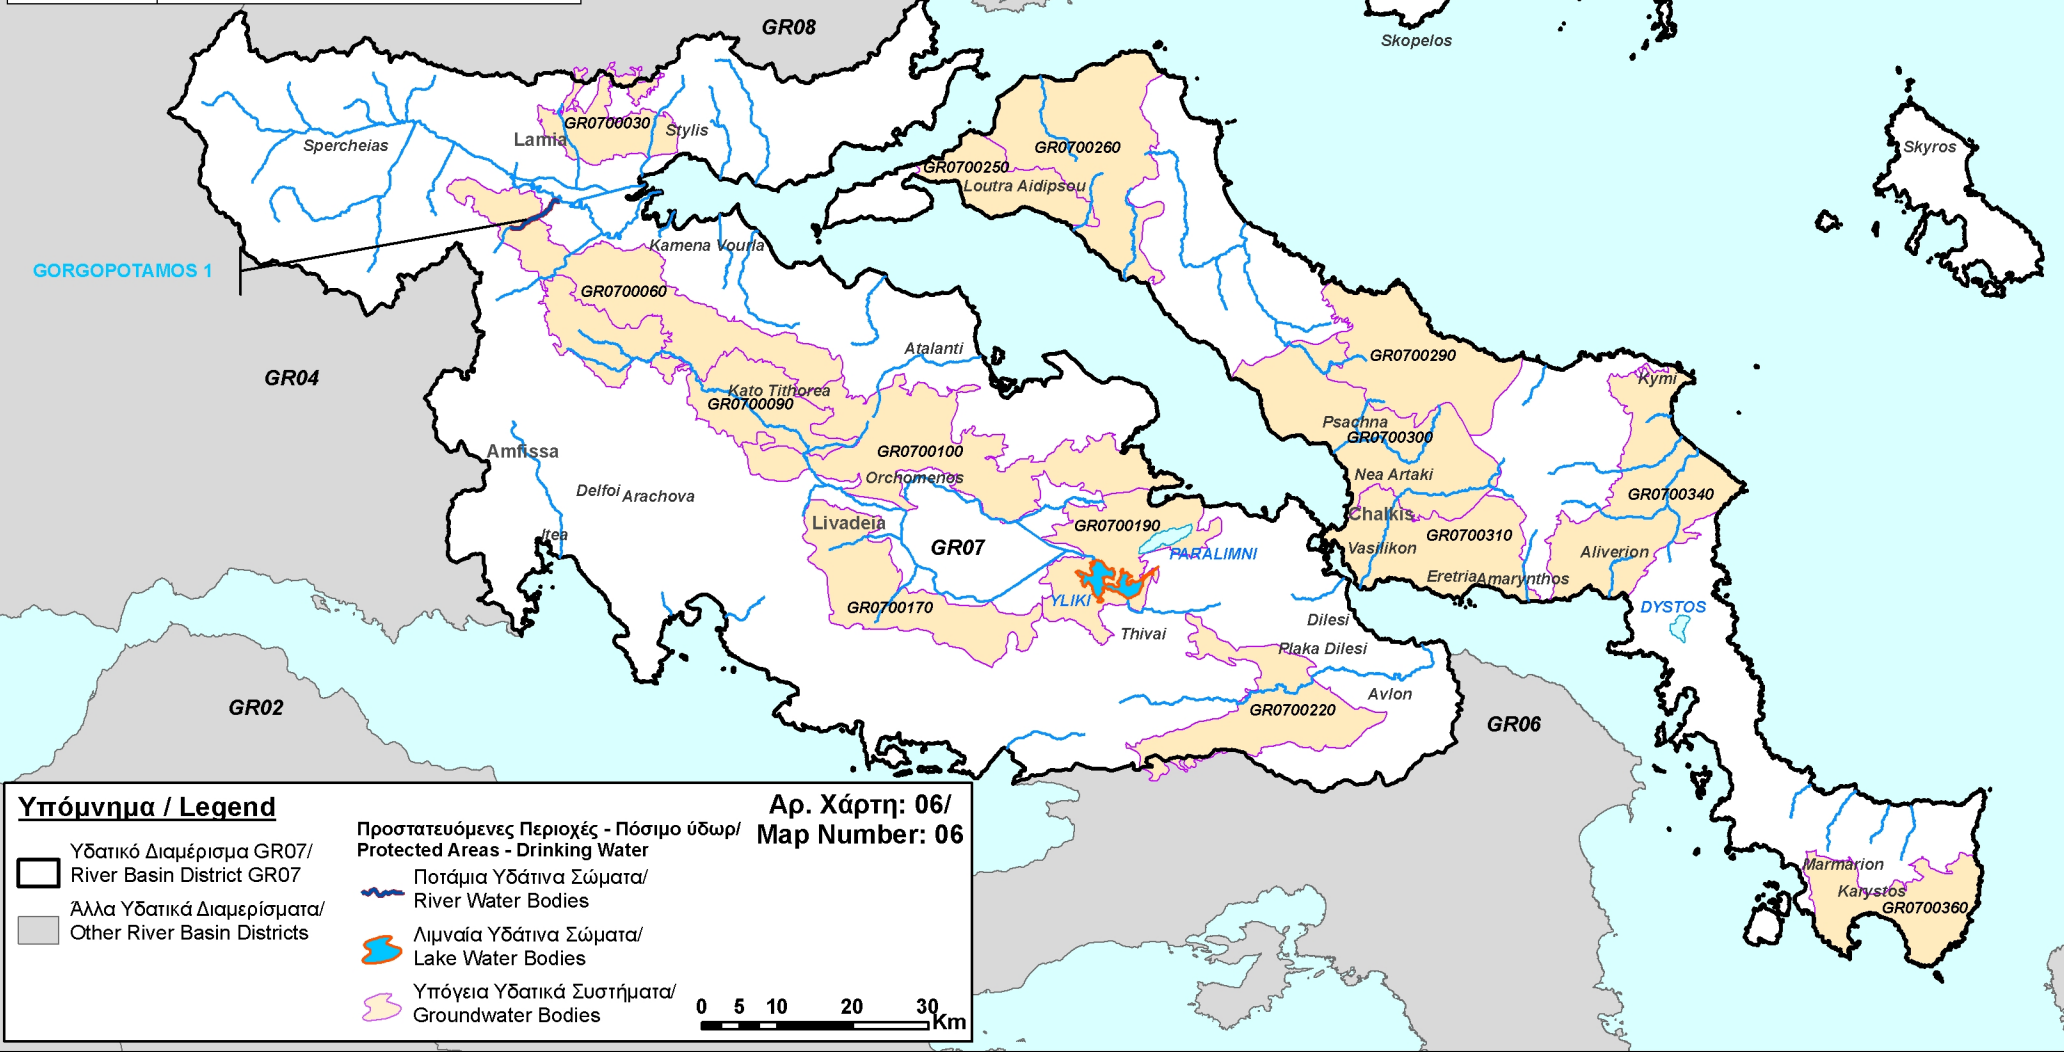 GR08
Skopelos
Skyros
GR0700030
Stylis
Lamia
Spercheias
GR0700260
GR0700250
Loutra Aidipsou
Kamena Vourla
GORGOPOTAMOS 1
GR0700060
GR04
Atalanti
GR0700290
Kymi
Kato Tithorea
GR0700090
Psachna
GR0700300
Amfissa
GR0700100
Orchomenos
Nea Artaki
Delfoi
Arachova
GR0700340
Livadeia
Chalkis
GR0700190
GR0700310
Itea
GR07
PARALIMNI
Vasilikon
Aliverion
Eretria
Amarynthos
YLIKI
GR0700170
DYSTOS
Thivai
Dilesi
Plaka Dilesi
Avlon
GR02
GR0700220
GR06
Marmarion
Karystos
GR0700360
Υπόμνημα / Legend
Υδατικό Διαμέρισμα GR07/
River Basin District GR07
Άλλα Υδατικά Διαμερίσματα/
Other River Basin Districts
Προστατευόμενες Περιοχές - Πόσιμο ύδωρ/
Protected Areas - Drinking Water
Ποτάμια Υδάτινα Σώματα/
River Water Bodies
Λιμναία Υδάτινα Σώματα/
Lake Water Bodies
Υπόγεια Υδατικά Συστήματα/
Groundwater Bodies
Αρ. Χάρτη: 06/
Map Number: 06
0 5 10 20 30
Km